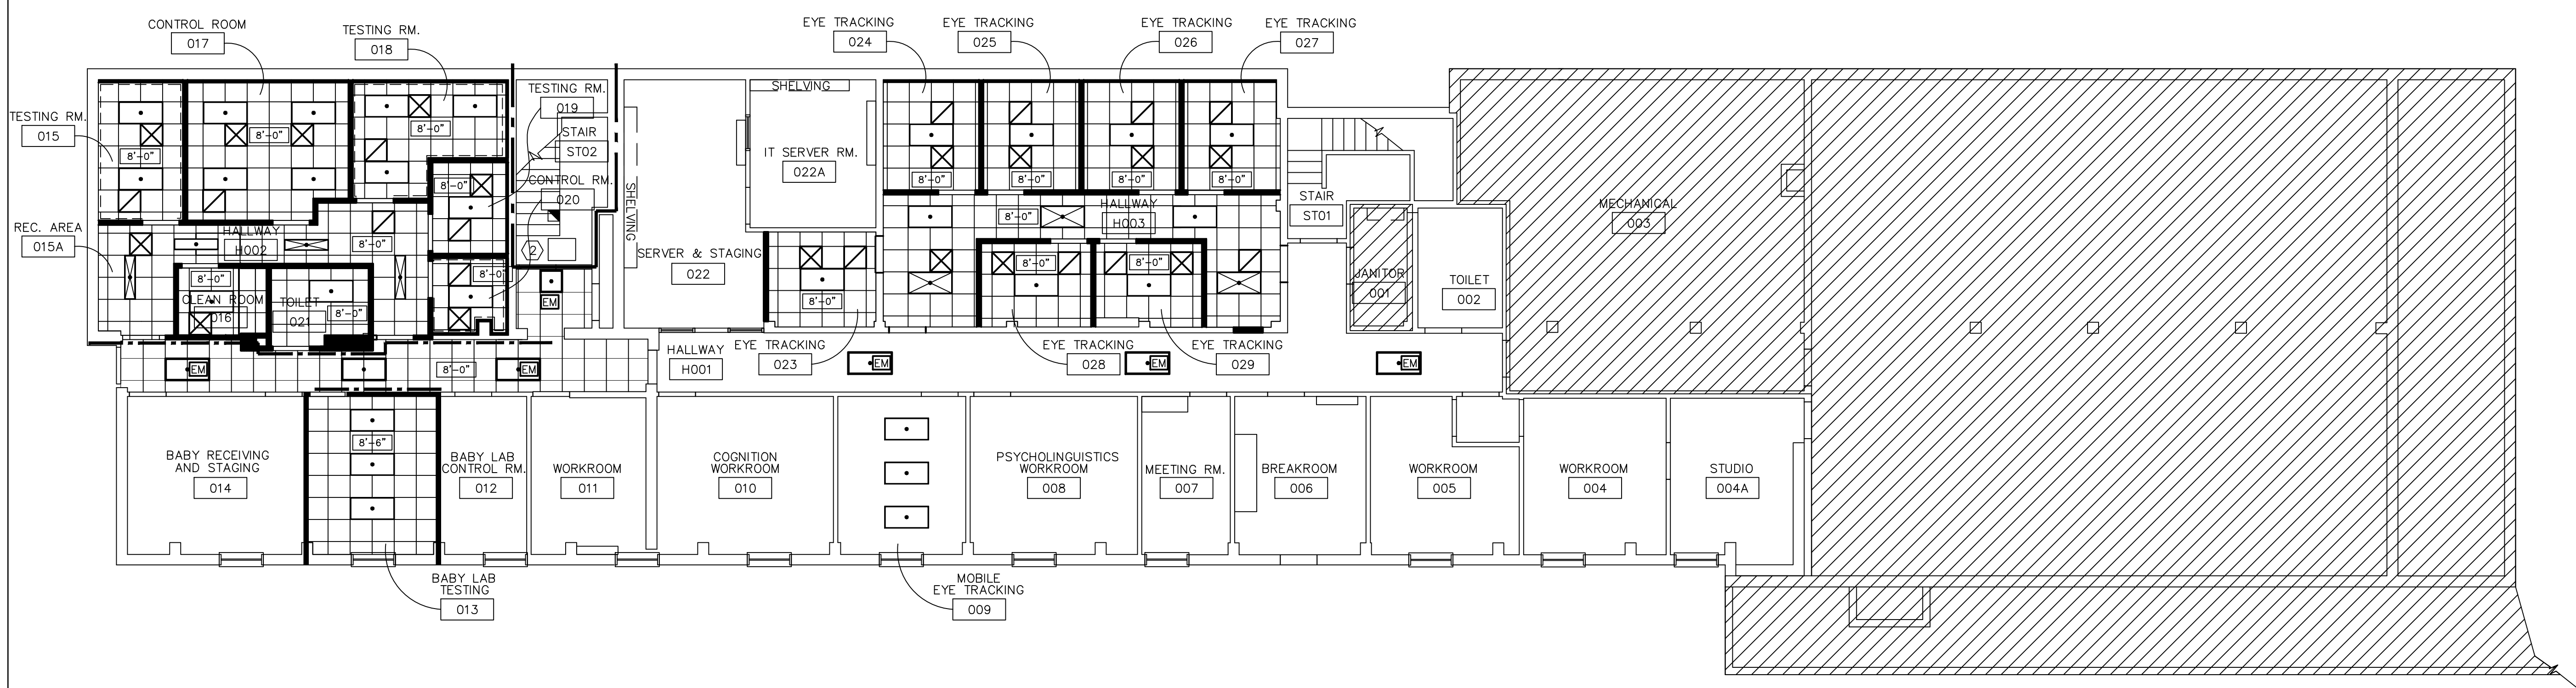 CONTROL ROOM
017
TESTING RM.
018
EYE TRACKING
024
EYE TRACKING
025
EYE TRACKING
026
EYE TRACKING
027
TESTING RM.
015
8'-0"
8'-0"
8'-0"
TESTING RM.
019
STAIR
ST02
SHELVING
IT SERVER RM.
022A
8'-0"
8'-0"
8'-0"
8'-0"
8'-0"
CONTROL RM.
020
SHELVING
REC. AREA
015A
HALLWAY
H002
8'-0"
2
SERVER & STAGING
022
8'-0"
HALLWAY
H003
STAIR
ST01
MECHANICAL
003
8'-0"
CLEAN ROOM
016
TOILET
021
8'-0"
8'-0"
EM
8'-0"
8'-0"
8'-0"
JANITOR
001
TOILET
002
EM
8'-0"
EM
HALLWAY
H001
EYE TRACKING
023
EM
EYE TRACKING
028
EM
EYE TRACKING
029
EM
BABY RECEIVING
AND STAGING
014
8'-6"
BABY LAB
CONTROL RM.
012
WORKROOM
011
COGNITION
WORKROOM
010
PSYCHOLINGUISTICS
WORKROOM
008
MEETING RM.
007
BREAKROOM
006
WORKROOM
005
WORKROOM
004
STUDIO
004A
BABY LAB
TESTING
013
MOBILE
EYE TRACKING
009